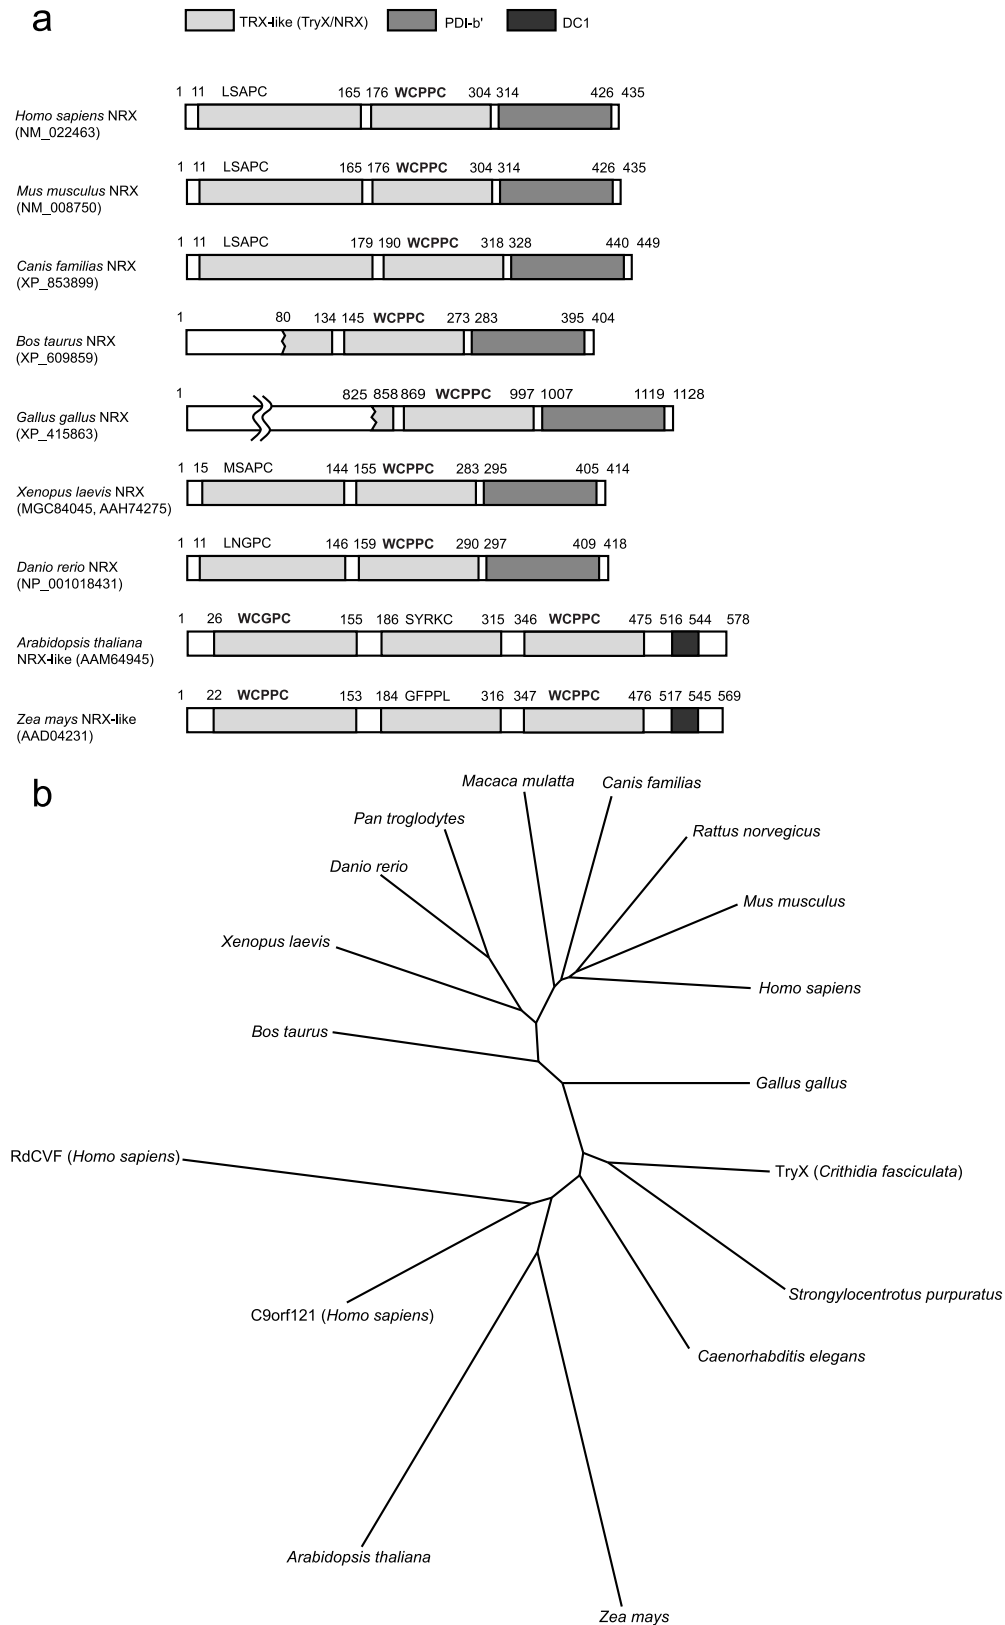 a
TRX-like (TryX/NRX) PDI-b' DC1
1 11 LSAPC 165 176 WCPPC 304 314 426 435
Homo sapiens NRX
(NM_022463)
1 11 LSAPC 165 176 WCPPC 304 314 426 435
Mus musculus NRX
(NM_008750)
1 11 LSAPC 179 190 WCPPC 318 328 440 449
Canis familias NRX
(XP_853899)
1 80 134 145 WCPPC 273 283 395 404
Bos taurus NRX
(XP_609859)
1 825 858 869 WCPPC 997 1007 1119 1128
Gallus gallus NRX
(XP_415863)
1 15 MSAPC 144 155 WCPPC 283 295 405 414
Xenopus laevis NRX
(MGC84045, AAH74275)
1 11 LNGPC 146 159 WCPPC 290 297 409 418
Danio rerio NRX
(NP_001018431)
1 26 WCGPC 155 186 SYRKC 315 346 WCPPC 475 516 544 578
Arabidopsis thaliana
NRX-like (AAM64945)
1 22 WCPPC 153 184 GFPPL 316 347 WCPPC 476 517 545 569
Zea mays NRX-like
(AAD04231)
b
Macaca mulatta Canis familias
Pan troglodytes
Rattus norvegicus
Danio rerio
Mus musculus
Xenopus laevis
Homo sapiens
Bos taurus
Gallus gallus
RdCVF (Homo sapiens)
TryX (Crithidia fasciculata)
Strongylocentrotus purpuratus
C9orf121 (Homo sapiens)
Caenorhabditis elegans
Arabidopsis thaliana
Zea mays